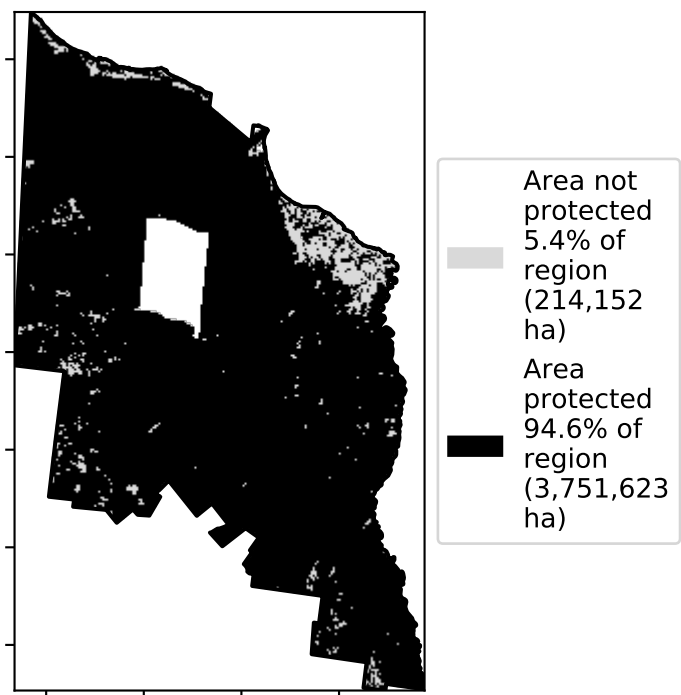 Area not
protected
5.4% of
region
(214,152
ha)
Area
protected
94.6% of
region
(3,751,623
ha)